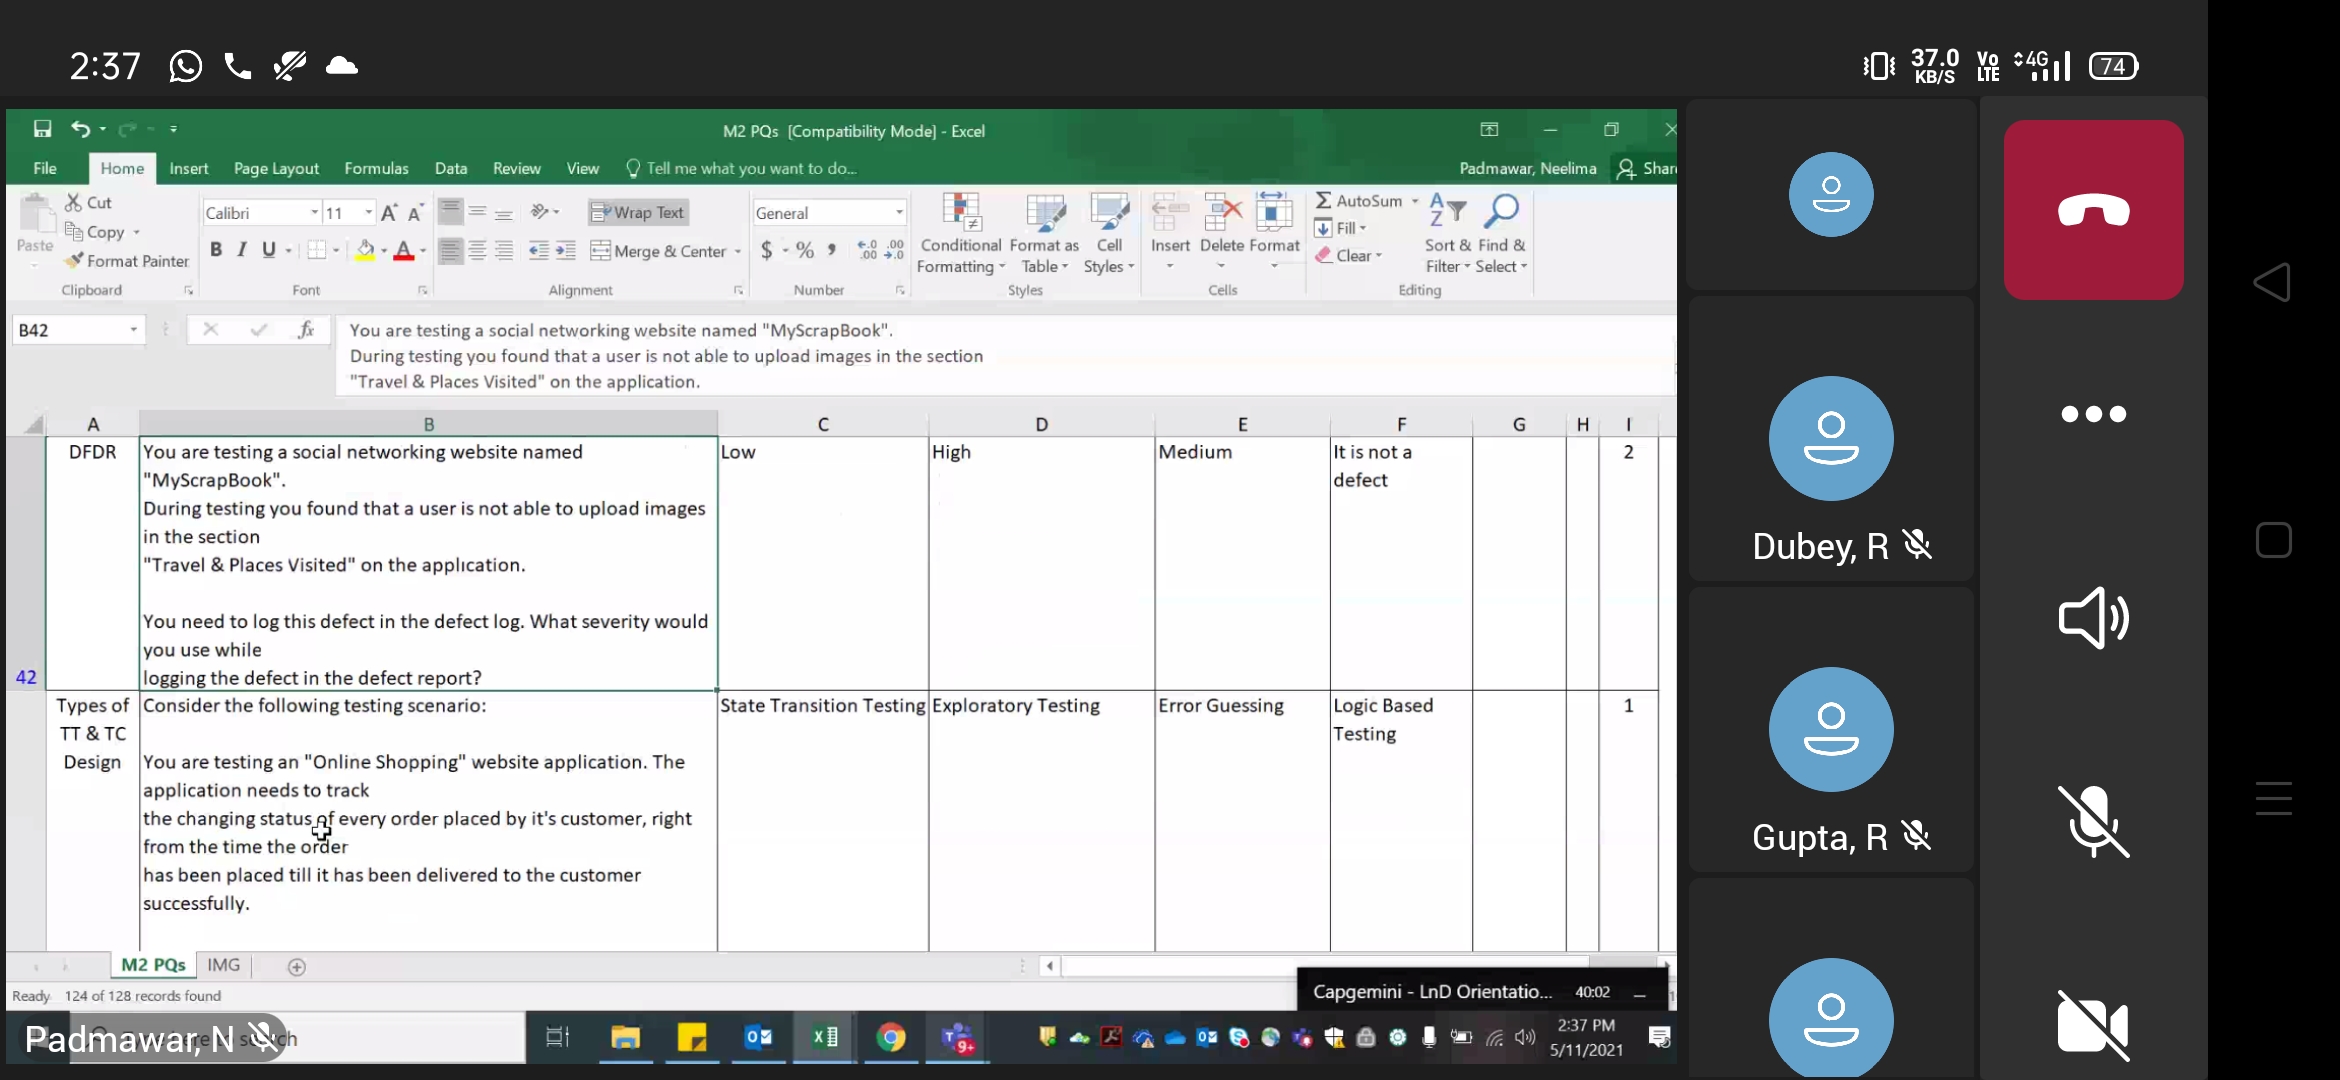 2:37
37.0 KB/S
Vo LTE
4G
74
M2 PQs [Compatibility Mode] - Excel
File Home Insert Page Layout Formulas Data Review View Tell me what you want to do...
Padmawar, Neelima
Shar
Paste
Cut
Copy
Format Painter
Clipboard
Calibri 11
B I U
Font
Wrap Text
Merge & Center
Alignment
General
$ % ,
Number
Conditional Formatting
Format as Table
Cell Styles
Styles
Insert Delete Format
Cells
AutoSum
Fill
Clear
Sort & Filter
Find & Select
Editing
B42
fx
You are testing a social networking website named "MyScrapBook".
During testing you found that a user is not able to upload images in the section
"Travel & Places Visited" on the application.
A B C D E F G H I
42
DFDR
You are testing a social networking website named
"MyScrapBook".
During testing you found that a user is not able to upload images
in the section
"Travel & Places Visited" on the application.
You need to log this defect in the defect log. What severity would
you use while
logging the defect in the defect report?
Low
High
Medium
It is not a
defect
2
Types of
TT & TC
Design
Consider the following testing scenario:
You are testing an "Online Shopping" website application. The
application needs to track
the changing status of every order placed by it's customer, right
from the time the order
has been placed till it has been delivered to the customer
successfully.
State Transition Testing
Exploratory Testing
Error Guessing
Logic Based
Testing
1
M2 PQs IMG
Ready 124 of 128 records found
Capgemini - LnD Orientatio... 40:02
Padmawar, N
9+
2:37 PM
5/11/2021
Dubey, R
Gupta, R